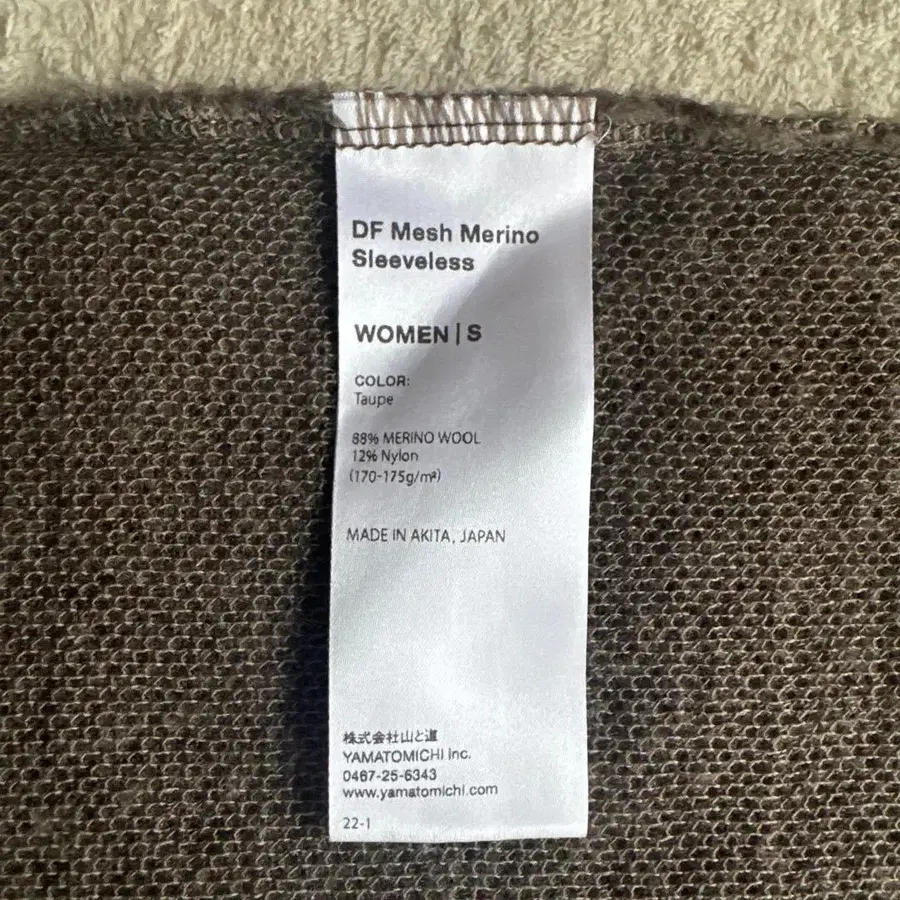 DF Mesh Merino
Sleeveless
WOMEN | S
COLOR:
Taupe
88% MERINO WOOL
12% Nylon
(170-175g/m²)
MADE IN AKITA, JAPAN
株式会社山と道
YAMATOMICHI Inc.
0467-25-6343
www.yamatomichi.com
22-1